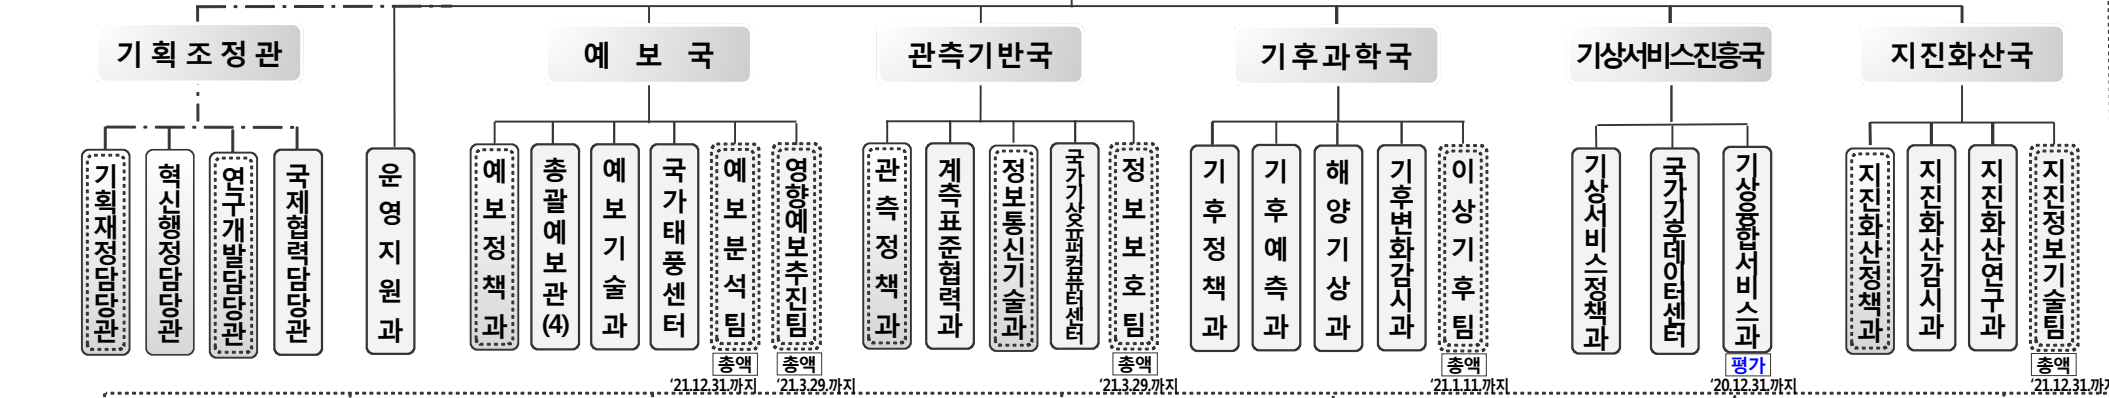 기획조정관
예 보 국
관측기반국
기후과학국
기상서비스진흥국
지진화산국
기획재정담당관
혁신행정담당관
연구개발담당관
국제협력담당관
운영지원과
예보정책과
총괄예보관(4)
예보기술과
국가태풍센터
예보분석팀
영향예보추진팀
관측정책과
계측표준협력과
정보통신기술과
국가기상슈퍼컴퓨터센터
정보보호팀
기후정책과
기후예측과
해양기상과
기후변화감시과
이상기후팀
기상서비스정책과
국가기후데이터센터
기상융합서비스과
지진화산정책과
지진화산감시과
지진화산연구과
지진정보기술팀
총액
총액
총액
총액
평가
총액
'21.12.31.까지
'21.3.29.까지
'21.3.29.까지
'21.1.11.까지
'20.12.31.까지
'21.12.31.까지